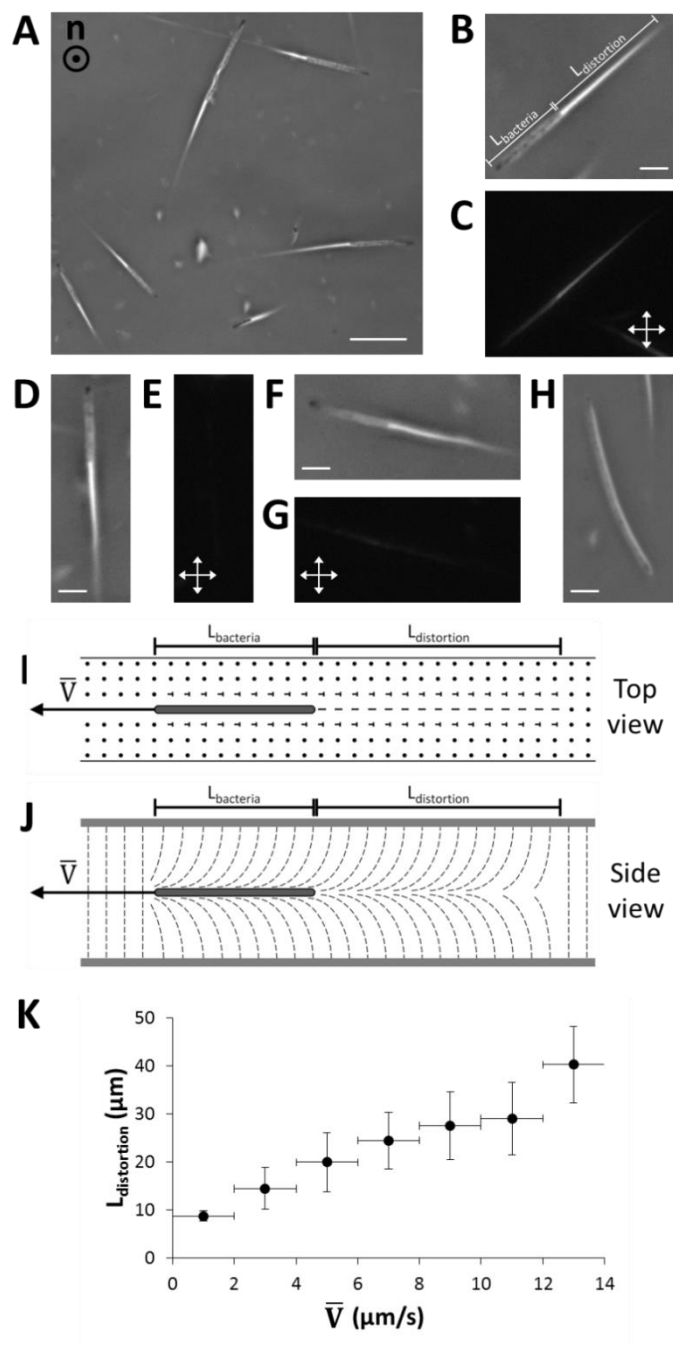 A
n
B
L_distortion
L_bacteria
C
D
E
F
H
G
L_bacteria L_distortion
I
V̅
Top view
L_bacteria L_distortion
J
V̅
Side view
K
50
40
30
20
10
0
L_distortion (μm)
0 2 4 6 8 10 12 14
V̅ (μm/s)